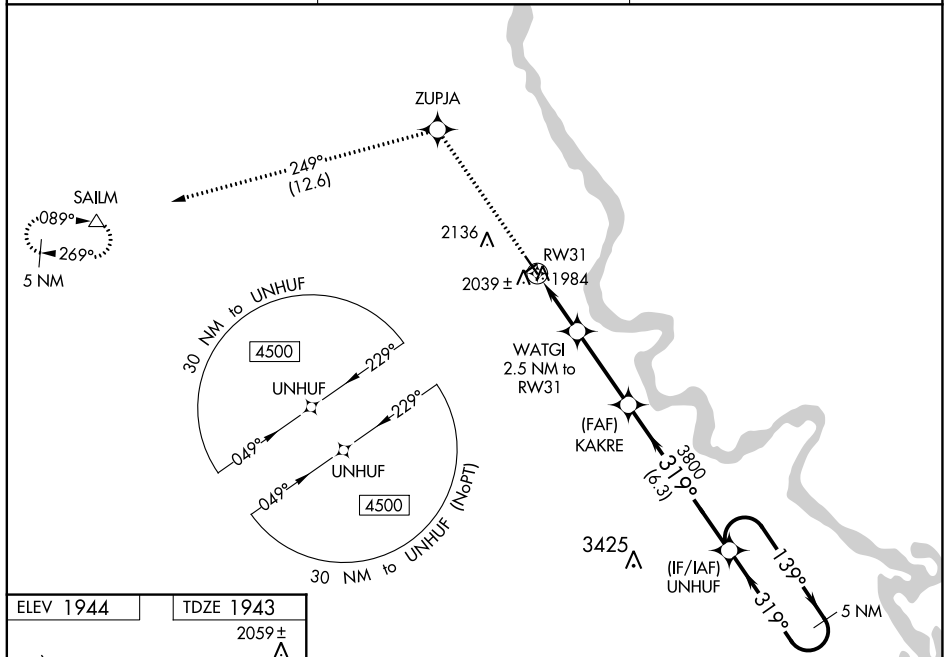 ZUPJA
249°
(12.6)
SAILM
089°
269°
5 NM
2136
RW31
2039 ±
1984
30 NM to UNHUF
4500
229°
UNHUF
049°
WATGI
2.5 NM to
RW31
229°
UNHUF
049°
4500
30 NM to UNHUF (NoPT)
(FAF)
KAKRE
3800
319°
(6.3)
3425
(IF/IAF)
UNHUF
139°
319°
5 NM
ELEV 1944
TDZE 1943
2059 ±